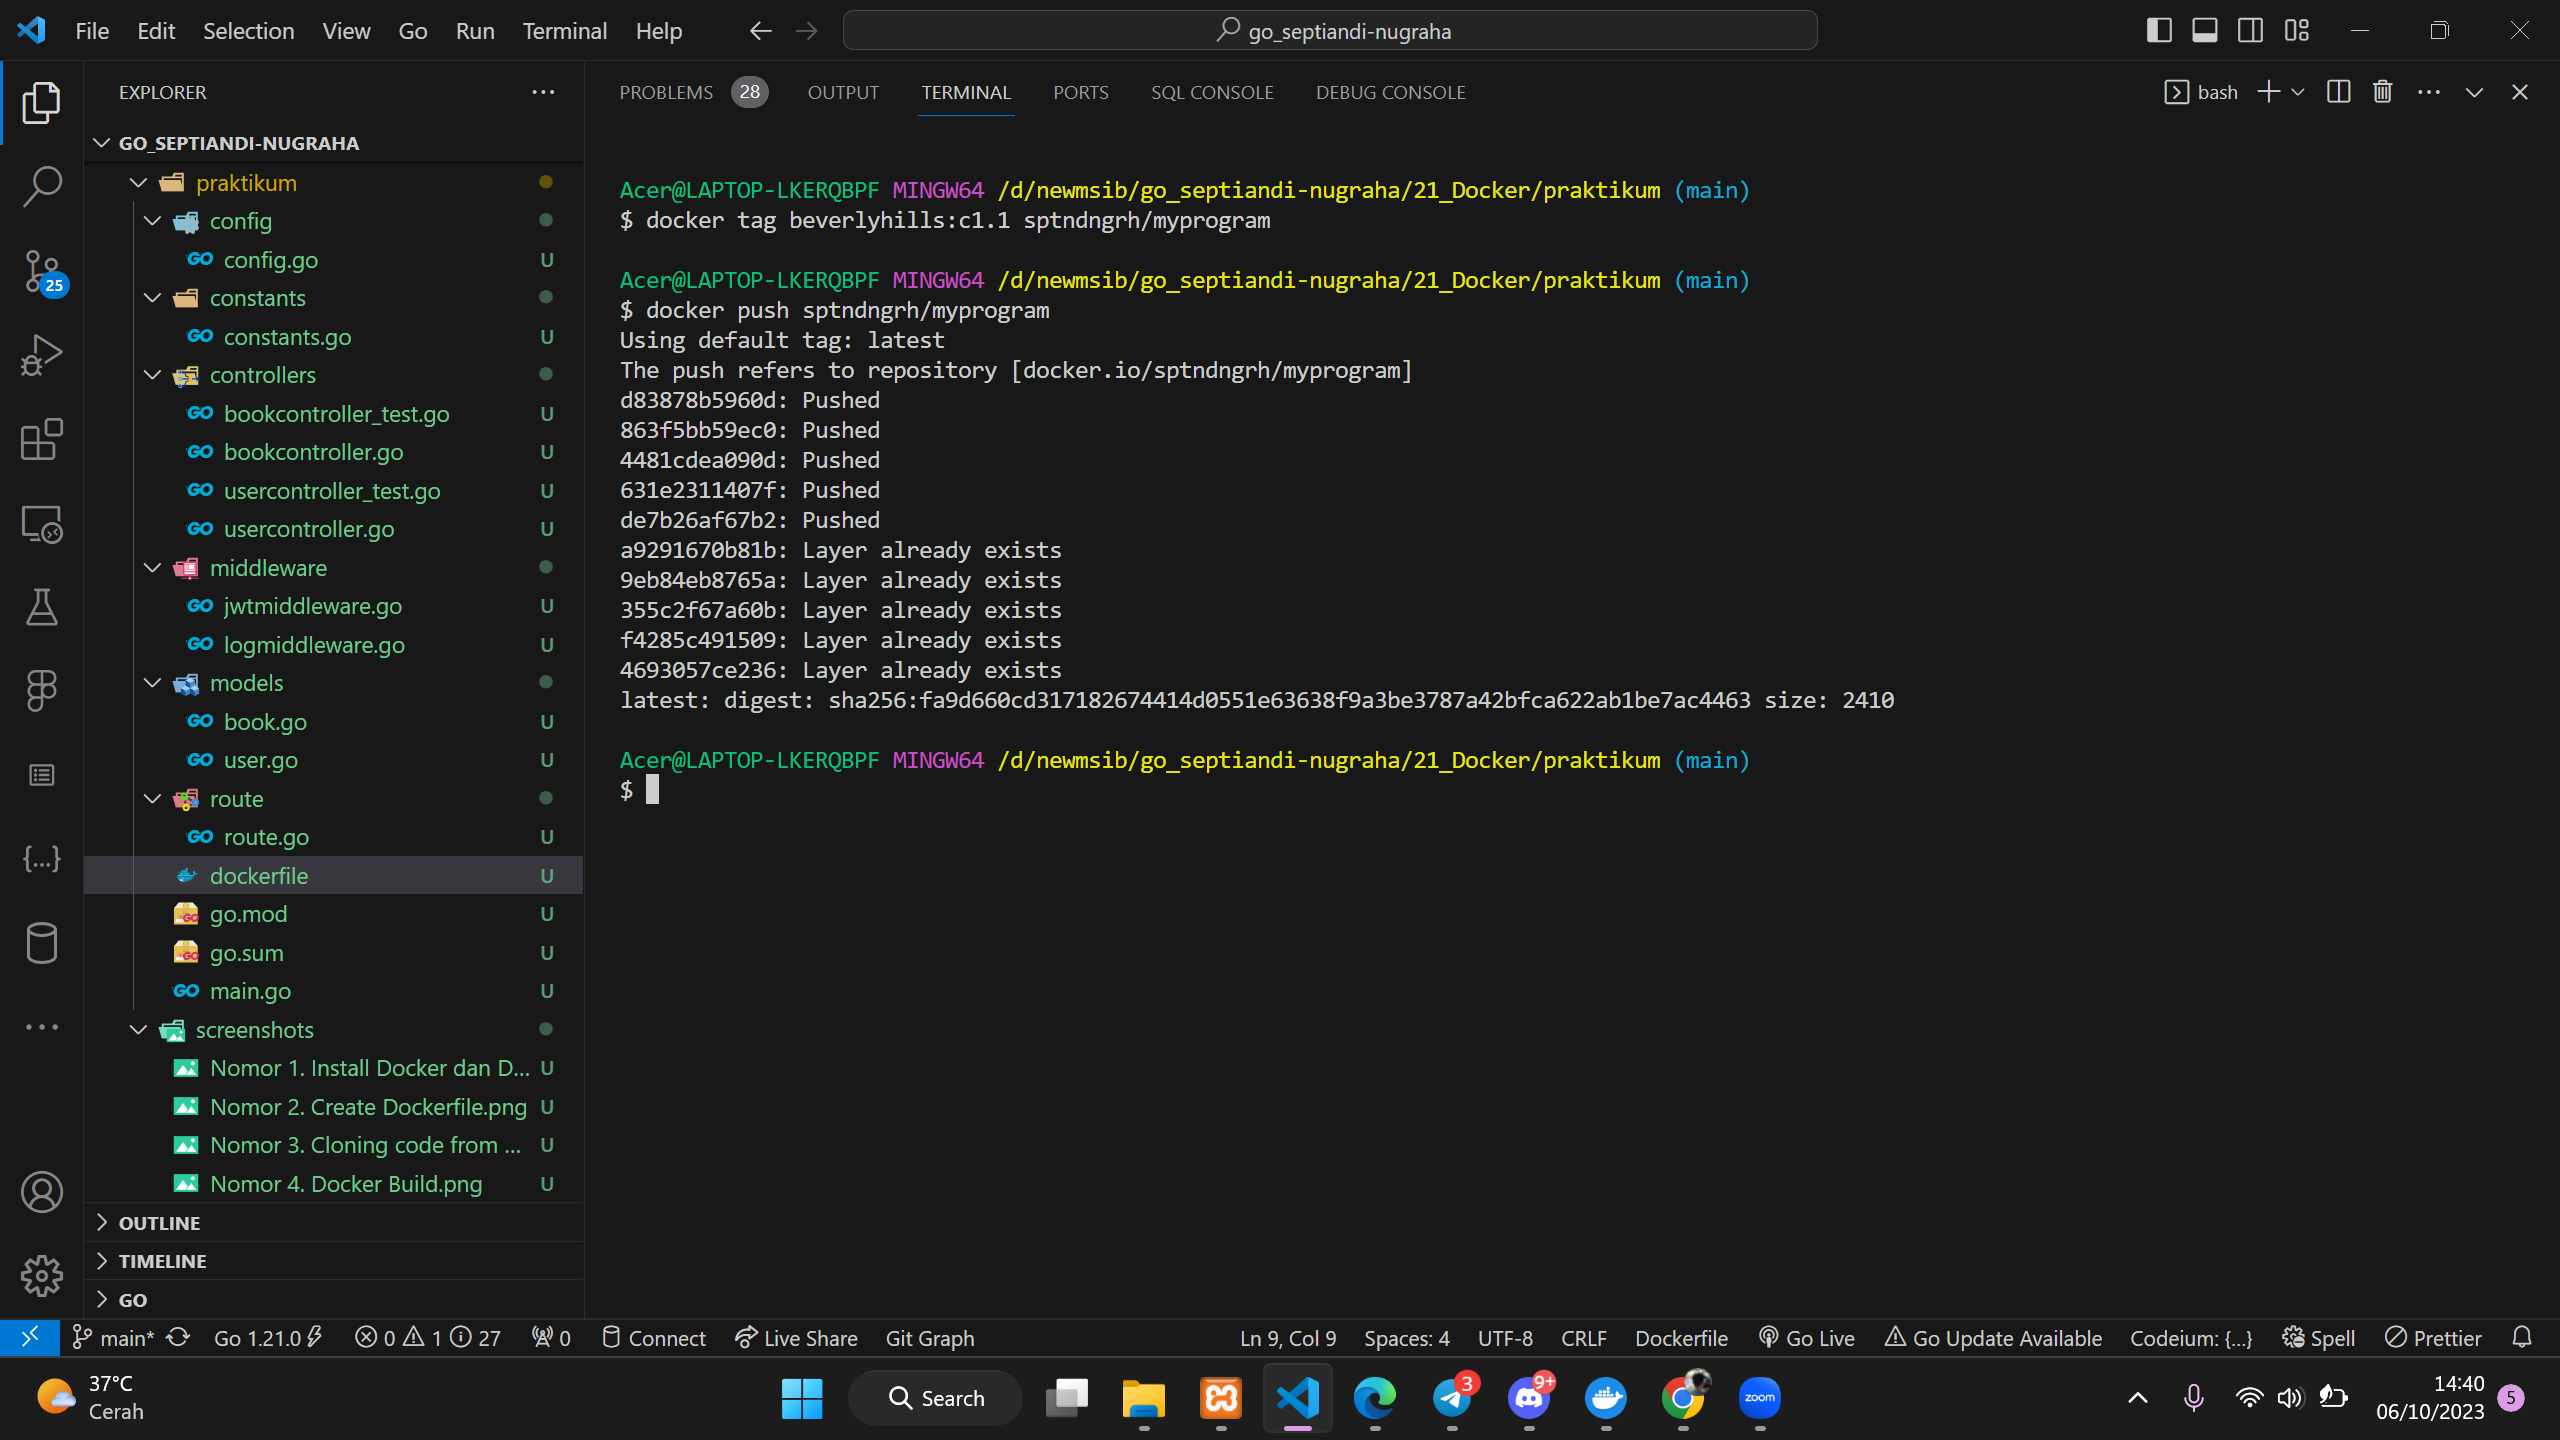 File Edit Selection View Go Run Terminal Help
go_septiandi-nugraha
EXPLORER
GO_SEPTIANDI-NUGRAHA
praktikum
config
config.go U
constants
constants.go U
controllers
bookcontroller_test.go U
bookcontroller.go U
usercontroller_test.go U
usercontroller.go U
middleware
jwtmiddleware.go U
logmiddleware.go U
models
book.go U
user.go U
route
route.go U
dockerfile U
go.mod U
go.sum U
main.go U
screenshots
Nomor 1. Install Docker dan D... U
Nomor 2. Create Dockerfile.png U
Nomor 3. Cloning code from ... U
Nomor 4. Docker Build.png U
OUTLINE
TIMELINE
GO
25
PROBLEMS 28 OUTPUT TERMINAL PORTS SQL CONSOLE DEBUG CONSOLE
bash
Acer@LAPTOP-LKERQBPF MINGW64 /d/newmsib/go_septiandi-nugraha/21_Docker/praktikum (main)
$ docker tag beverlyhills:c1.1 sptndngrh/myprogram
Acer@LAPTOP-LKERQBPF MINGW64 /d/newmsib/go_septiandi-nugraha/21_Docker/praktikum (main)
$ docker push sptndngrh/myprogram
Using default tag: latest
The push refers to repository [docker.io/sptndngrh/myprogram]
d83878b5960d: Pushed
863f5bb59ec0: Pushed
4481cdea090d: Pushed
631e2311407f: Pushed
de7b26af67b2: Pushed
a9291670b81b: Layer already exists
9eb84eb8765a: Layer already exists
355c2f67a60b: Layer already exists
f4285c491509: Layer already exists
4693057ce236: Layer already exists
latest: digest: sha256:fa9d660cd317182674414d0551e63638f9a3be3787a42bfca622ab1be7ac4463 size: 2410
Acer@LAPTOP-LKERQBPF MINGW64 /d/newmsib/go_septiandi-nugraha/21_Docker/praktikum (main)
$
main* Go 1.21.0 0 1 27 0 Connect Live Share Git Graph
Ln 9, Col 9 Spaces: 4 UTF-8 CRLF Dockerfile Go Live Go Update Available Codeium: {...} Spell Prettier
37°C
Cerah
Search
3
9+
zoom
14:40
06/10/2023
5